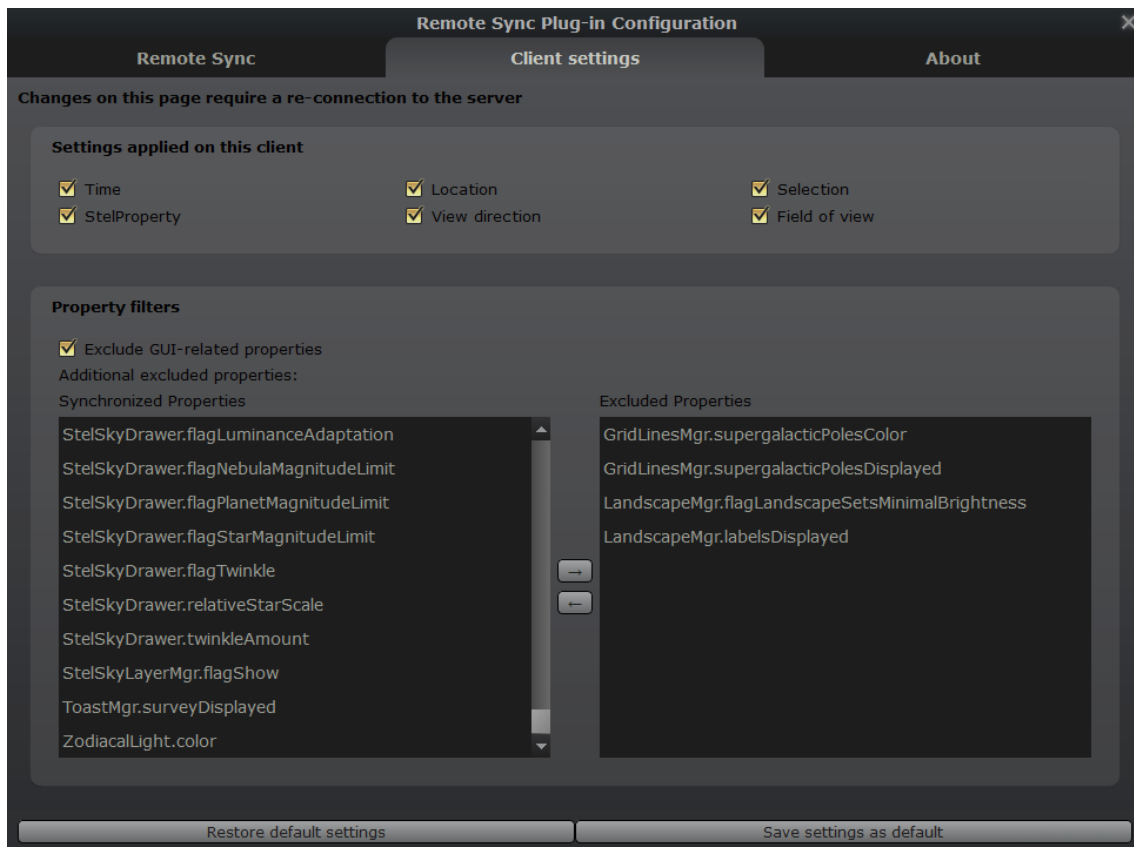 Remote Sync Plug-in Configuration
Remote Sync Client settings About
Changes on this page require a re-connection to the server
Settings applied on this client
Time Location Selection
StelProperty View direction Field of view
Property filters
Exclude GUI-related properties
Additional excluded properties:
Synchronized Properties
StelSkyDrawer.flagLuminanceAdaptation
StelSkyDrawer.flagNebulaMagnitudeLimit
StelSkyDrawer.flagPlanetMagnitudeLimit
StelSkyDrawer.flagStarMagnitudeLimit
StelSkyDrawer.flagTwinkle
StelSkyDrawer.relativeStarScale
StelSkyDrawer.twinkleAmount
StelSkyLayerMgr.flagShow
ToastMgr.surveyDisplayed
ZodiacalLight.color
→
←
Excluded Properties
GridLinesMgr.supergalacticPolesColor
GridLinesMgr.supergalacticPolesDisplayed
LandscapeMgr.flagLandscapeSetsMinimalBrightness
LandscapeMgr.labelsDisplayed
Restore default settings Save settings as default